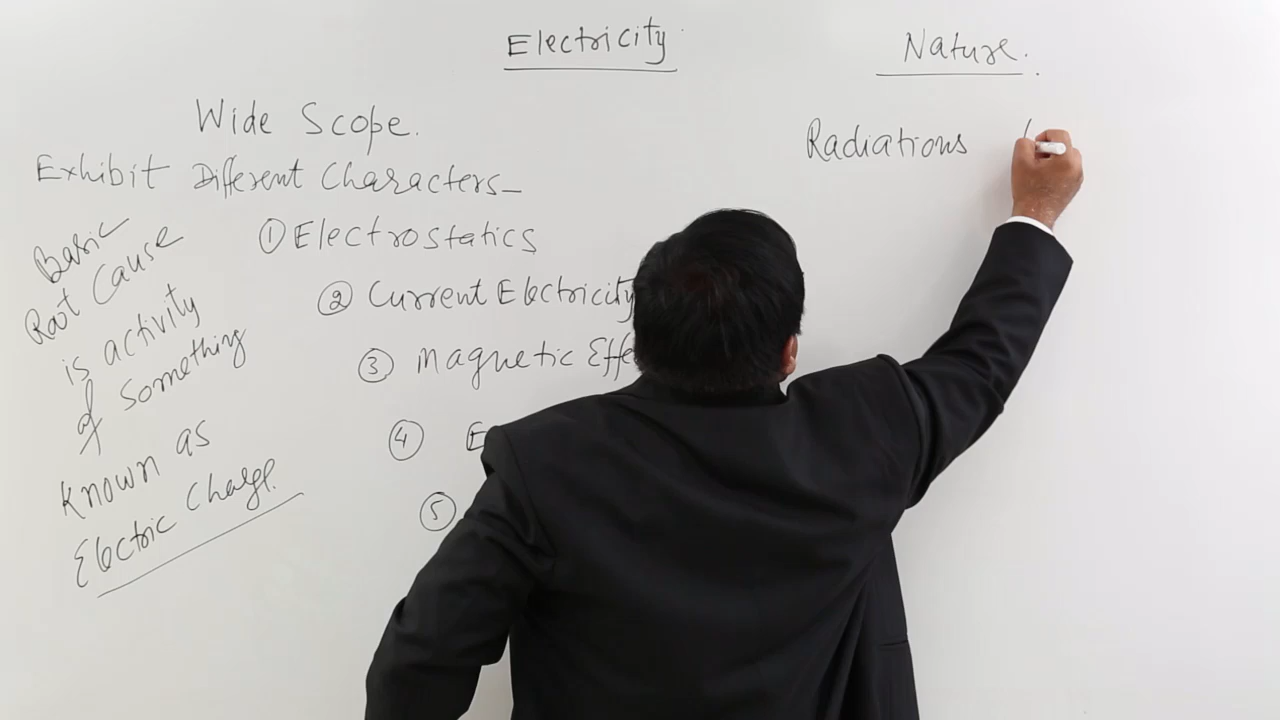 Electricity
Nature.
Wide Scope.
Radiations
Exhibit Different Characters-
Basic
Root Cause
is activity
of something
known as
Electric Charge.
① Electrostatics
② Current Electricity
③ Magnetic
④
⑤